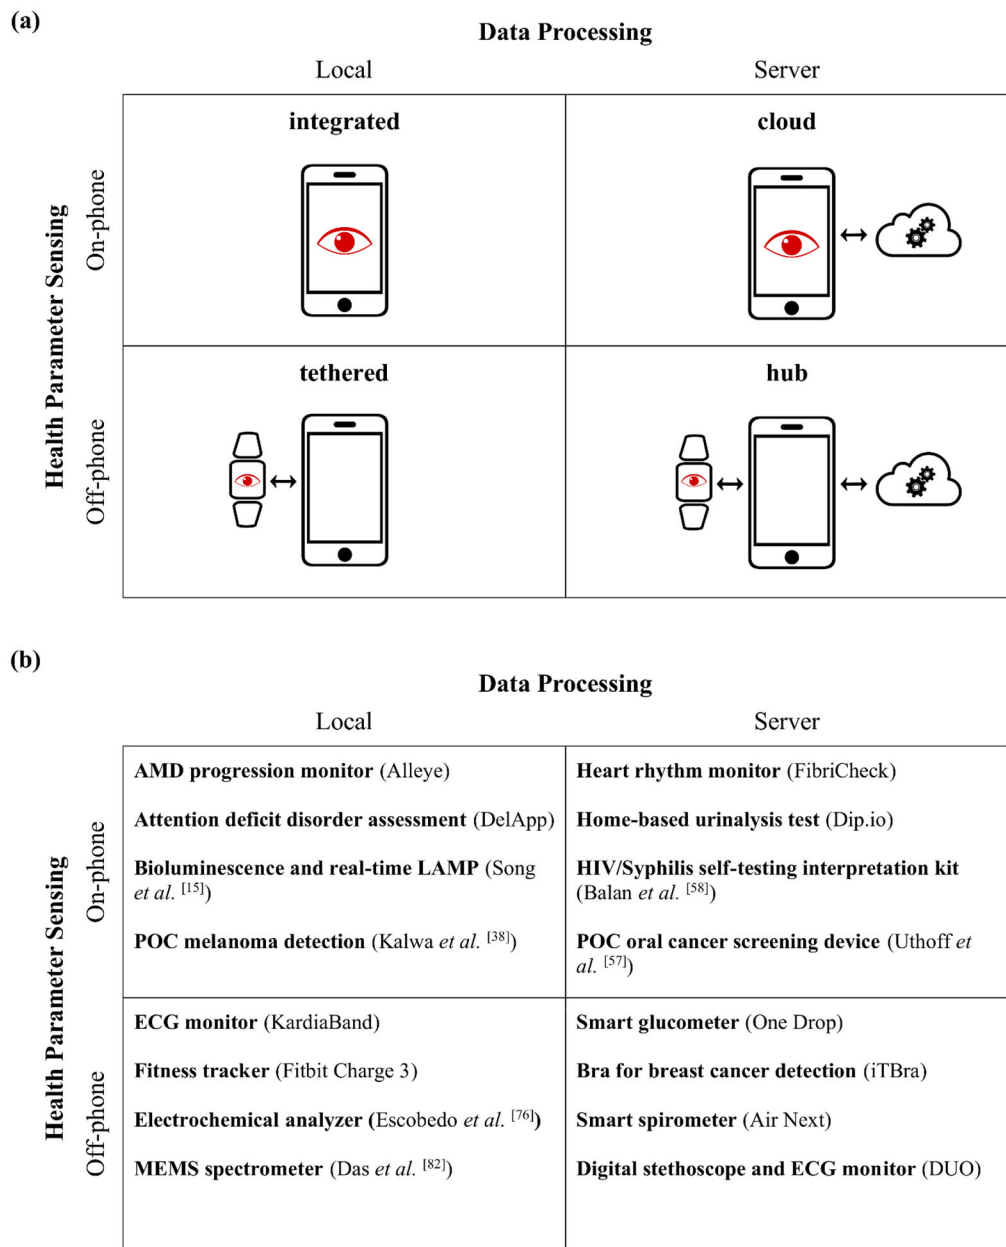 (a)
Data Processing
Local
Server
Health Parameter Sensing
On-phone
integrated
cloud
Off-phone
tethered
hub
(b)
Data Processing
Local
Server
Health Parameter Sensing
On-phone
AMD progression monitor (Alleye)
Attention deficit disorder assessment (DelApp)
Bioluminescence and real-time LAMP (Song
et al. [15])
POC melanoma detection (Kalwa et al. [38])
Heart rhythm monitor (FibriCheck)
Home-based urinalysis test (Dip.io)
HIV/Syphilis self-testing interpretation kit
(Balan et al. [58])
POC oral cancer screening device (Uthoff et
al. [57])
Off-phone
ECG monitor (KardiaBand)
Fitness tracker (Fitbit Charge 3)
Electrochemical analyzer (Escobedo et al. [76])
MEMS spectrometer (Das et al. [82])
Smart glucometer (One Drop)
Bra for breast cancer detection (iTBra)
Smart spirometer (Air Next)
Digital stethoscope and ECG monitor (DUO)